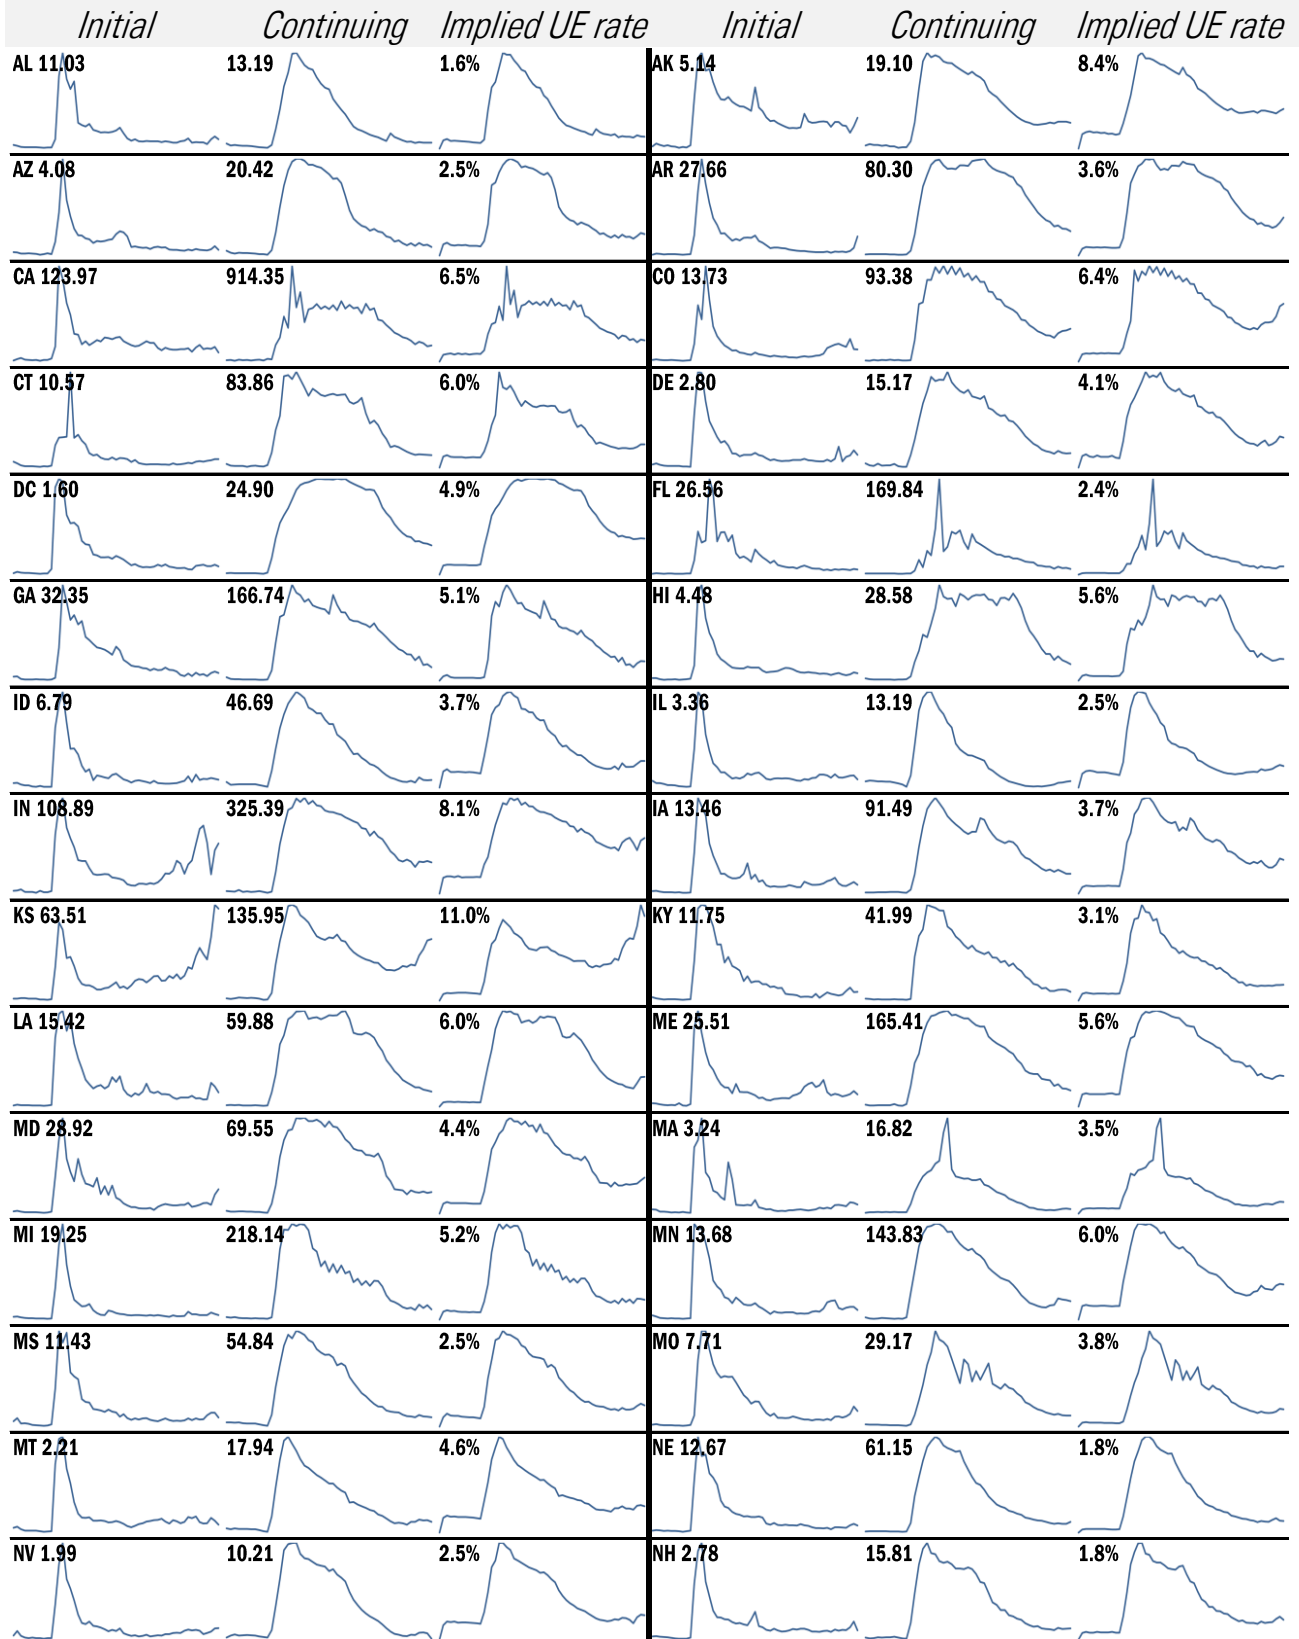 Initial Continuing Implied UE rate Initial Continuing Implied UE rate
AL 11.03 13.19 1.6% AK 5.14 19.10 8.4%
AZ 4.08 20.42 2.5% AR 27.66 80.30 3.6%
CA 123.97 914.35 6.5% CO 13.73 93.38 6.4%
CT 10.57 83.86 6.0% DE 2.80 15.17 4.1%
DC 1.60 24.90 4.9% FL 26.56 169.84 2.4%
GA 32.35 166.74 5.1% HI 4.48 28.58 5.6%
ID 6.79 46.69 3.7% IL 3.36 13.19 2.5%
IN 108.89 325.39 8.1% IA 13.46 91.49 3.7%
KS 63.51 135.95 11.0% KY 11.75 41.99 3.1%
LA 15.42 59.88 6.0% ME 25.51 165.41 5.6%
MD 28.92 69.55 4.4% MA 3.24 16.82 3.5%
MI 19.25 218.14 5.2% MN 13.68 143.83 6.0%
MS 11.43 54.84 2.5% MO 7.71 29.17 3.8%
MT 2.21 17.94 4.6% NE 12.67 61.15 1.8%
NV 1.99 10.21 2.5% NH 2.78 15.81 1.8%